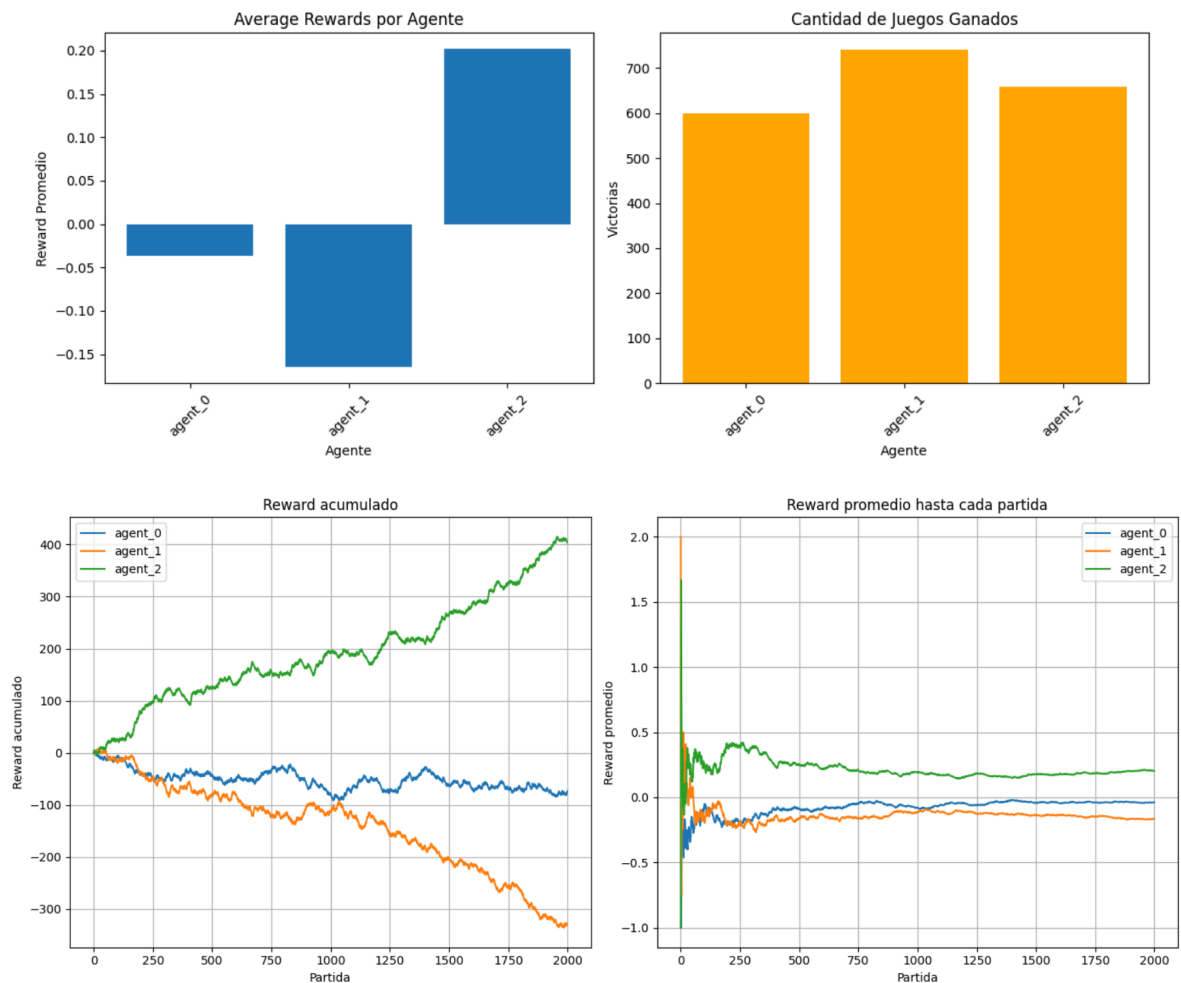 Average Rewards por Agente
Reward Promedio
0.20
0.15
0.10
0.05
0.00
−0.05
−0.10
−0.15
agent_0
agent_1
agent_2
Agente
Cantidad de Juegos Ganados
Victorias
700
600
500
400
300
200
100
0
agent_0
agent_1
agent_2
Agente
Reward acumulado
agent_0
agent_1
agent_2
Reward acumulado
400
300
200
100
0
−100
−200
−300
0 250 500 750 1000 1250 1500 1750 2000
Partida
Reward promedio hasta cada partida
agent_0
agent_1
agent_2
Reward promedio
2.0
1.5
1.0
0.5
0.0
−0.5
−1.0
0 250 500 750 1000 1250 1500 1750 2000
Partida